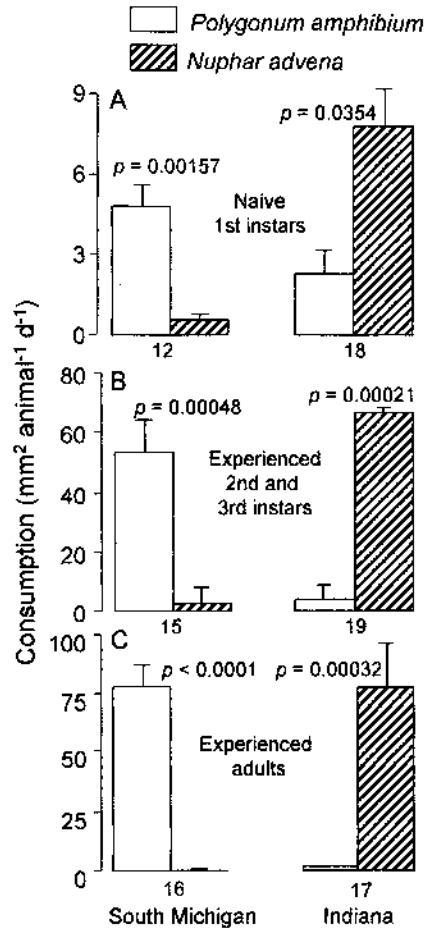 Polygonum amphibium
Nuphar advena
Consumption (mm² animal⁻¹ d⁻¹)
A
9
6
3
0
p = 0.00157
p = 0.0354
Naive
1st instars
12
18
B
80
60
40
20
0
p = 0.00048
p = 0.00021
Experienced
2nd and
3rd instars
15
19
C
100
75
50
25
0
p < 0.0001
p = 0.00032
Experienced
adults
16
17
South Michigan
Indiana